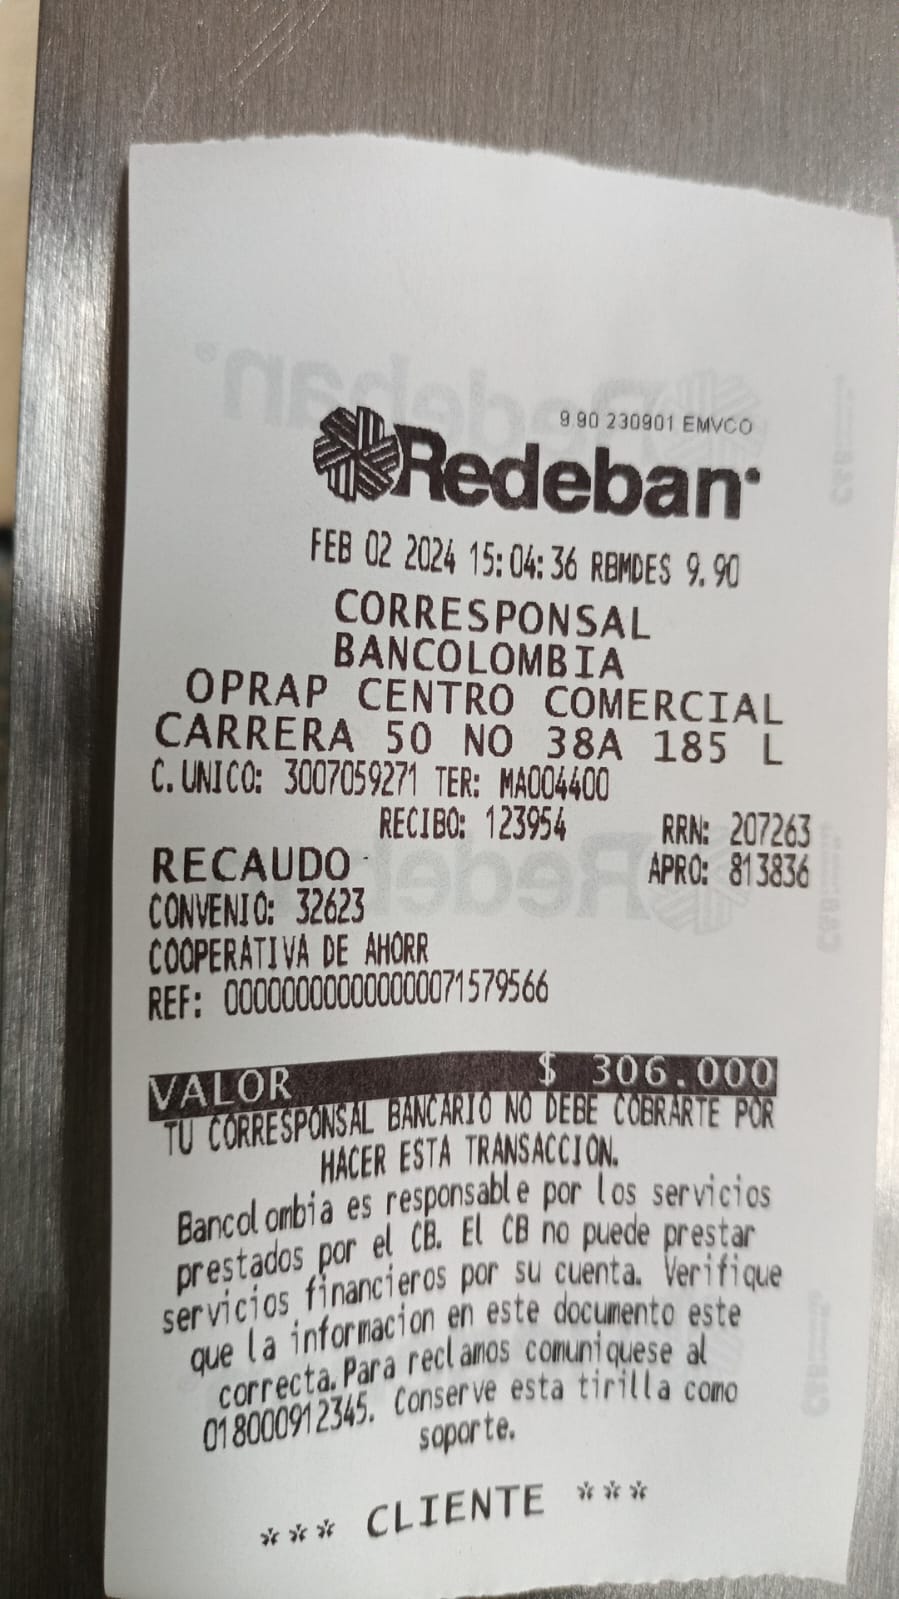 9.90 230901 EMVCO
Redeban
FEB 02 2024 15:04:36 RBMDES 9.90
CORRESPONSAL
BANCOLOMBIA
OPRAP CENTRO COMERCIAL
CARRERA 50 NO 38A 185 L
C.UNICO: 3007059271 TER: MA004400
RECIBO: 123954 RRN: 207263
RECAUDO APRO: 813836
CONVENIO: 32623
COOPERATIVA DE AHORR
REF: 000000000000000071579566
VALOR $ 306.000
TU CORRESPONSAL BANCARIO NO DEBE COBRARTE POR
HACER ESTA TRANSACCION.
Bancolombia es responsable por los servicios
prestados por el CB. El CB no puede prestar
servicios financieros por su cuenta. Verifique
que la informacion en este documento este
correcta.Para reclamos comuniquese al
018000912345. Conserve esta tirilla como
soporte.
*** CLIENTE ***